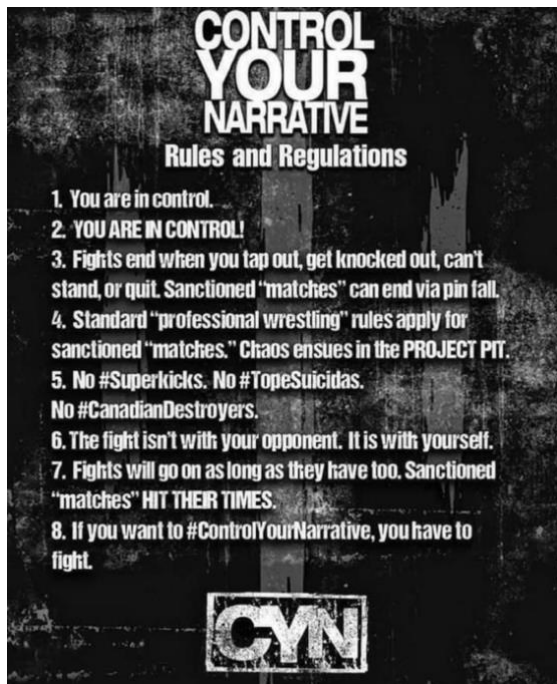 CONTROL
YOUR
NARRATIVE
Rules and Regulations
1. You are in control.
2. YOU ARE IN CONTROL!
3. Fights end when you tap out, get knocked out, can't
stand, or quit. Sanctioned "matches" can end via pin fall.
4. Standard "professional wrestling" rules apply for
sanctioned "matches." Chaos ensues in the PROJECT PIT.
5. No #Superkicks. No #TopeSuicidas.
No #CanadianDestroyers.
6. The fight isn't with your opponent. It is with yourself.
7. Fights will go on as long as they have too. Sanctioned
"matches" HIT THEIR TIMES.
8. If you want to #ControlYourNarrative, you have to
fight.
CYN